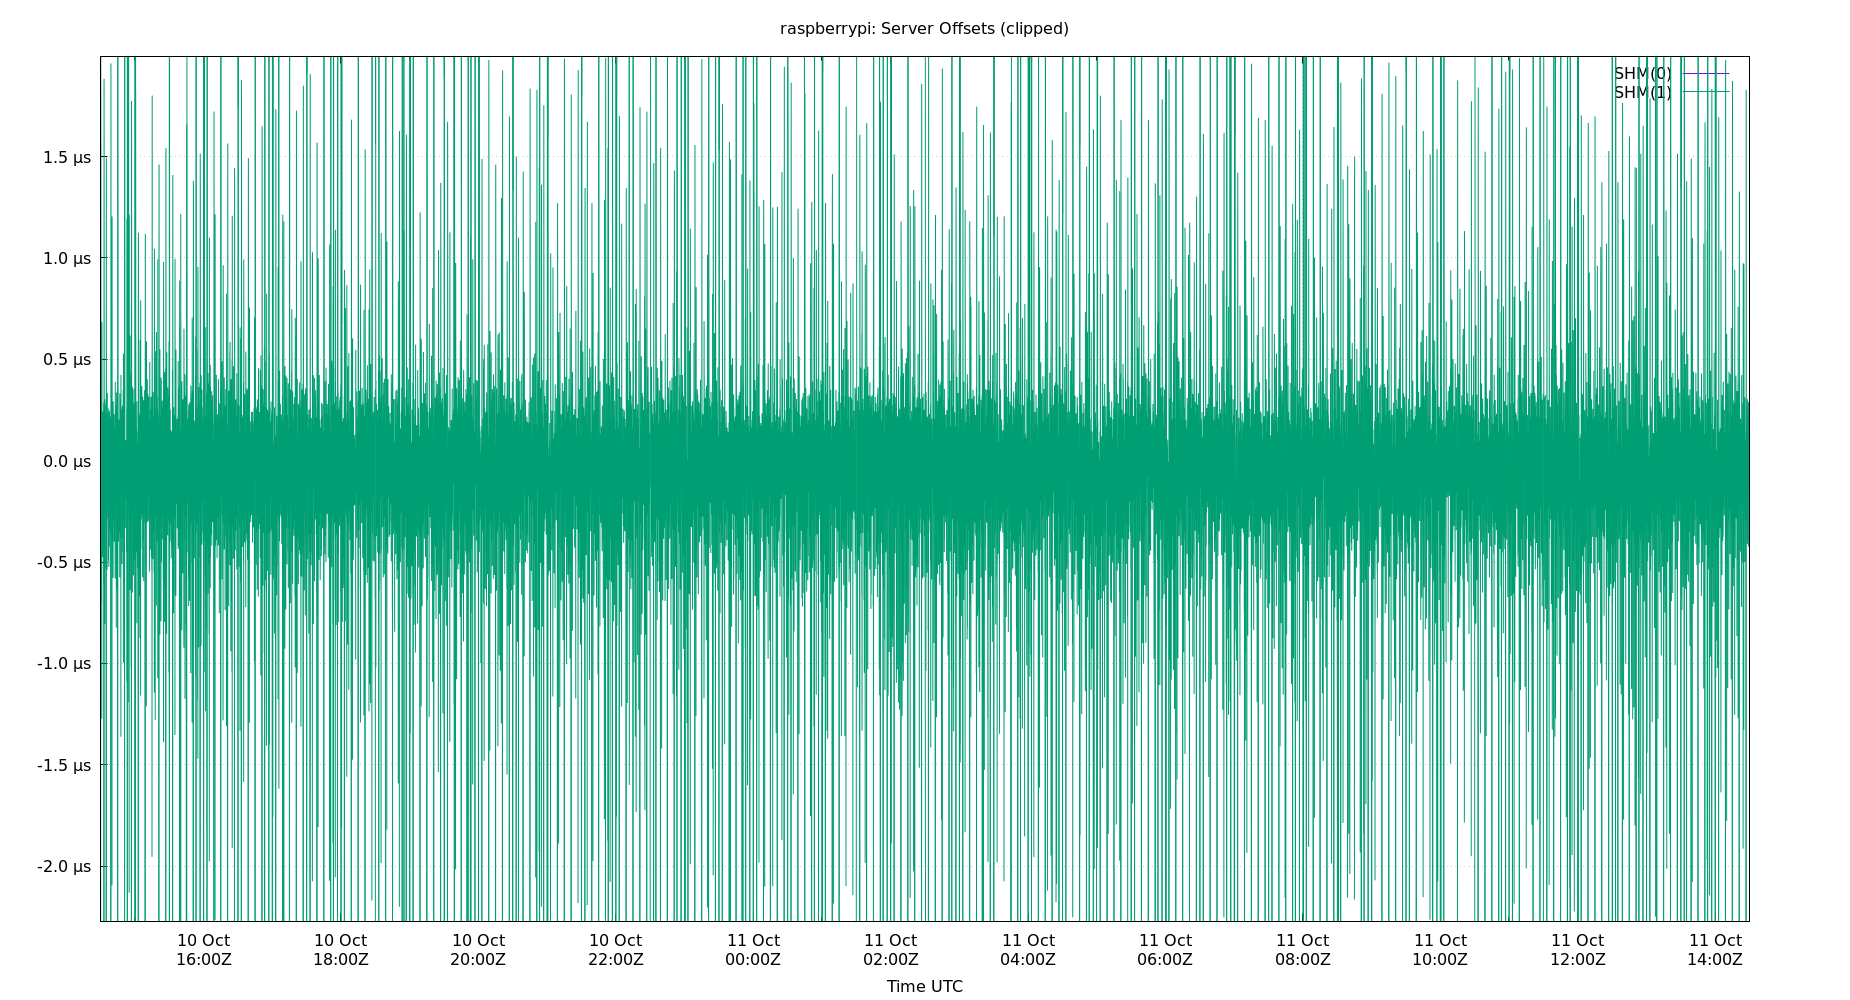 raspberrypi: Server Offsets (clipped)
SHM(0)
SHM(1)
1.5 µs
1.0 µs
0.5 µs
0.0 µs
-0.5 µs
-1.0 µs
-1.5 µs
-2.0 µs
10 Oct 10 Oct 10 Oct 10 Oct 11 Oct 11 Oct 11 Oct 11 Oct 11 Oct 11 Oct 11 Oct 11 Oct
16:00Z 18:00Z 20:00Z 22:00Z 00:00Z 02:00Z 04:00Z 06:00Z 08:00Z 10:00Z 12:00Z 14:00Z
Time UTC